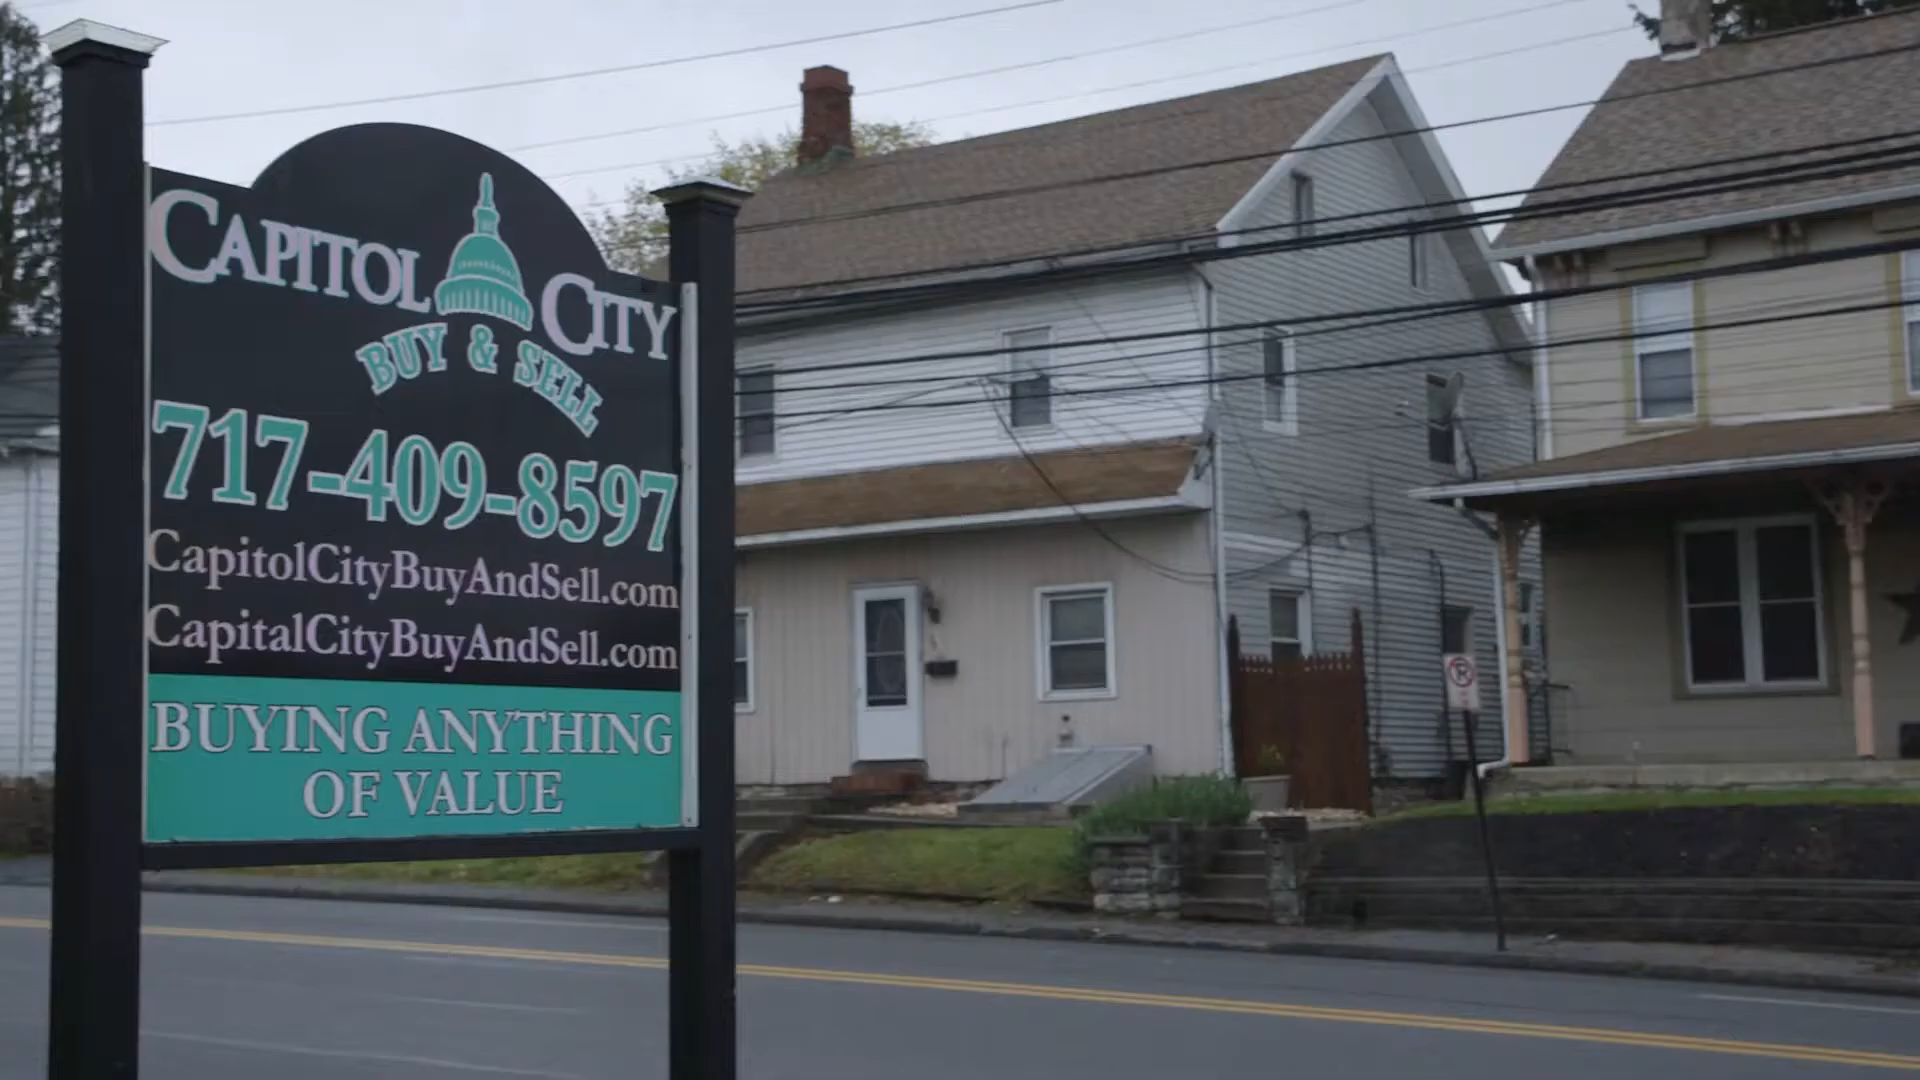 CAPITOL CITY
BUY & SELL
717-409-8597
CapitolCityBuyAndSell.com
CapitalCityBuyAndSell.com
BUYING ANYTHING
OF VALUE